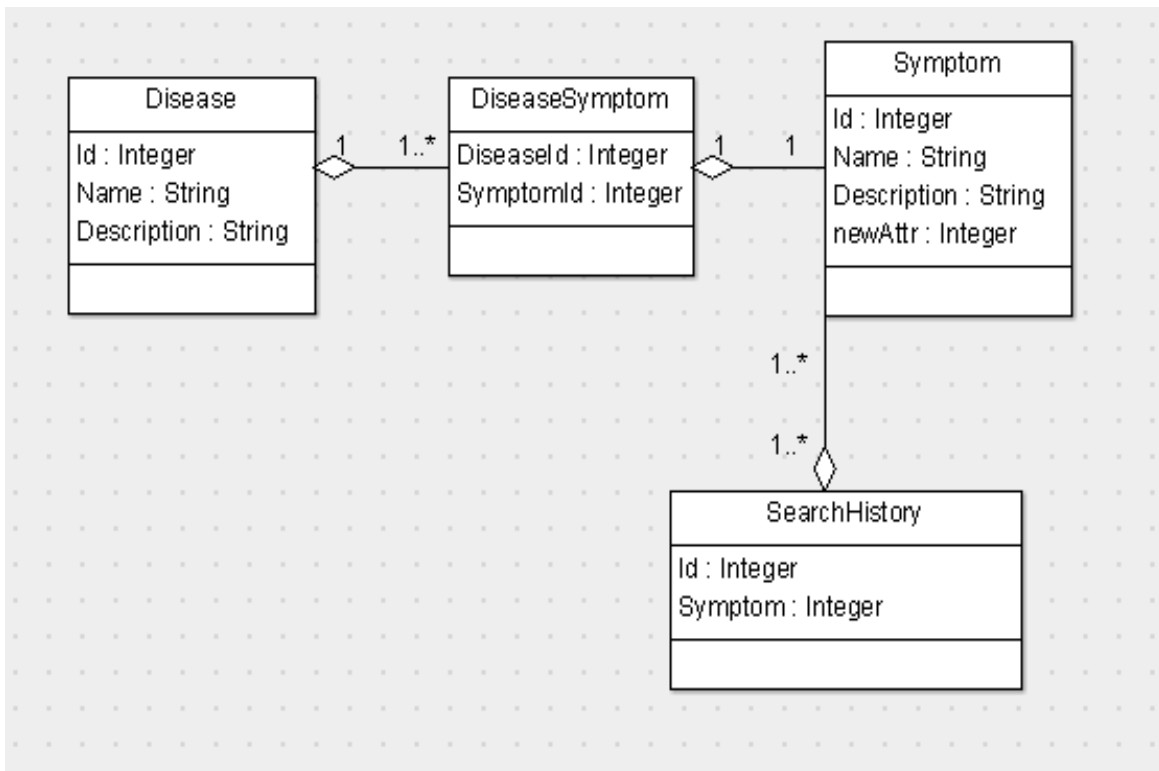 Disease
Id : Integer
Name : String
Description : String
1
1..*
DiseaseSymptom
DiseaseId : Integer
SymptomId : Integer
1
1
Symptom
Id : Integer
Name : String
Description : String
newAttr : Integer
1..*
1..*
SearchHistory
Id : Integer
Symptom : Integer